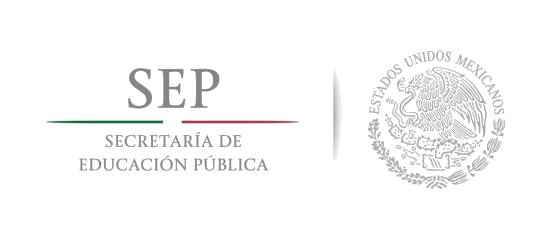 SEP
SECRETARÍA DE
EDUCACIÓN PÚBLICA
ESTADOS UNIDOS MEXICANOS